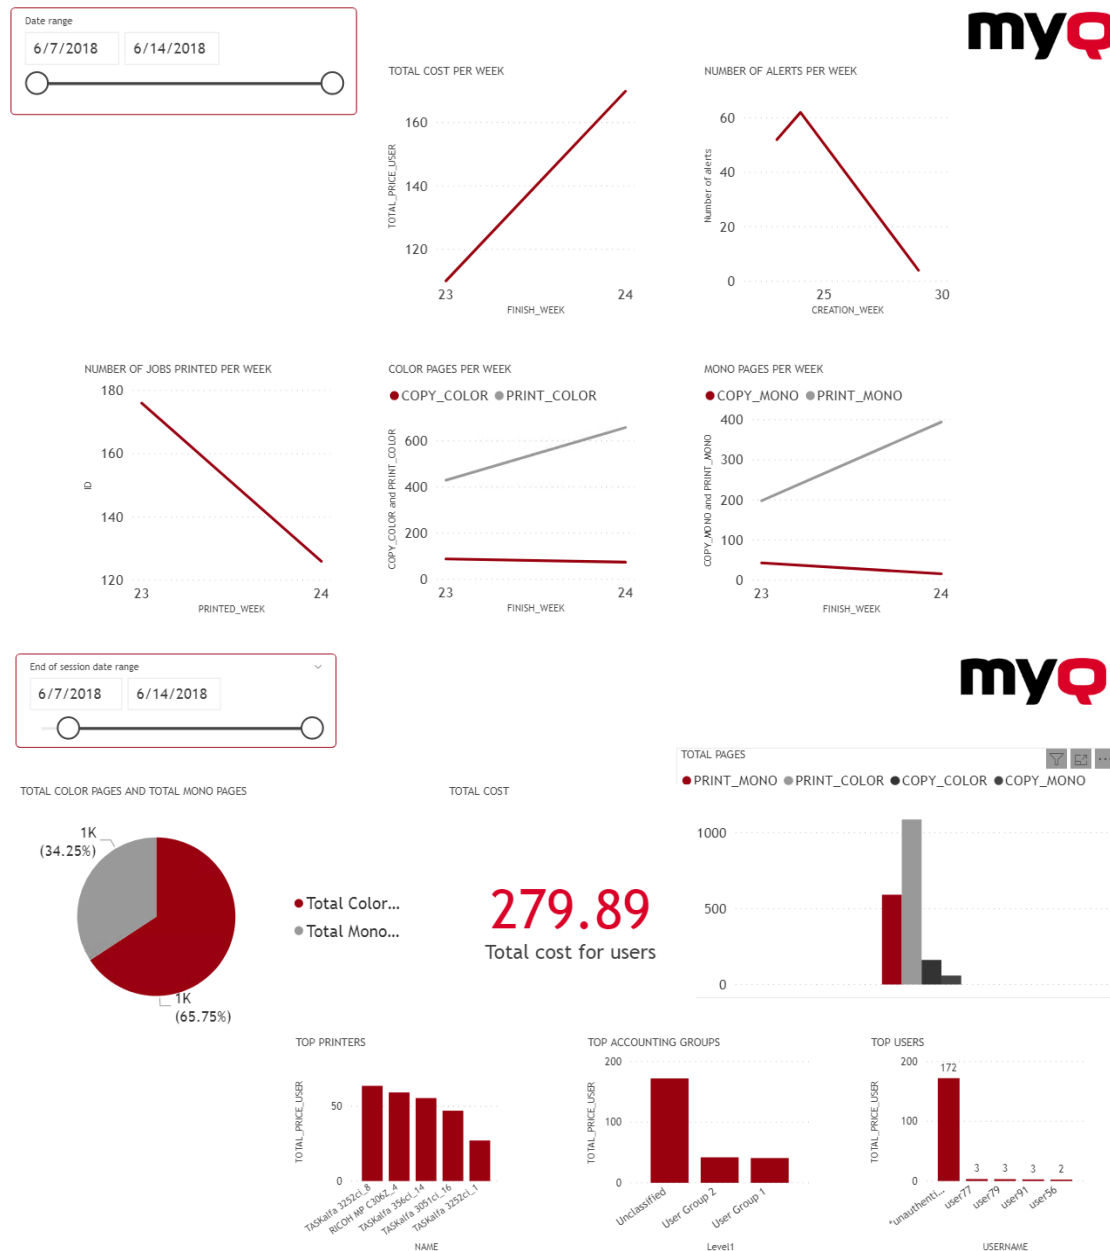 Date range
6/7/2018 6/14/2018
myQ
TOTAL COST PER WEEK
TOTAL_PRICE_USER
160
140
120
23 24
FINISH_WEEK
NUMBER OF ALERTS PER WEEK
Number of alerts
60
40
20
0
25 30
CREATION_WEEK
NUMBER OF JOBS PRINTED PER WEEK
ID
180
160
140
120
23 24
PRINTED_WEEK
COLOR PAGES PER WEEK
COPY_COLOR PRINT_COLOR
COPY_COLOR and PRINT_COLOR
600
400
200
0
23 24
FINISH_WEEK
MONO PAGES PER WEEK
COPY_MONO PRINT_MONO
COPY_MONO and PRINT_MONO
400
300
200
100
0
23 24
FINISH_WEEK
End of session date range
6/7/2018 6/14/2018
myQ
TOTAL COLOR PAGES AND TOTAL MONO PAGES
1K
(34.25%)
1K
(65.75%)
Total Color...
Total Mono...
TOTAL COST
279.89
Total cost for users
TOTAL PAGES
PRINT_MONO PRINT_COLOR COPY_COLOR COPY_MONO
1000
500
0
TOP PRINTERS
TOTAL_PRICE_USER
50
0
TASKalfa 3252ci_8
RICOH MP C306Z_4
TASKalfa 356ci_14
TASKalfa 3051ci_16
TASKalfa 3252ci_1
NAME
TOP ACCOUNTING GROUPS
TOTAL_PRICE_USER
200
100
0
Unclassified
User Group 2
User Group 1
Level1
TOP USERS
TOTAL_PRICE_USER
200
100
0
172
3
3
3
2
*unauthenti...
user77
user79
user91
user56
USERNAME